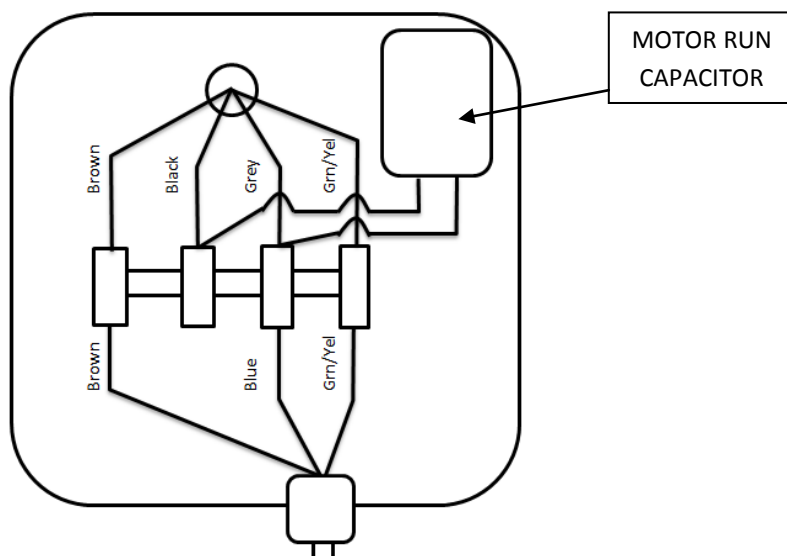 MOTOR RUN
CAPACITOR
Brown
Black
Grey
Grn/Yel
Brown
Blue
Grn/Yel